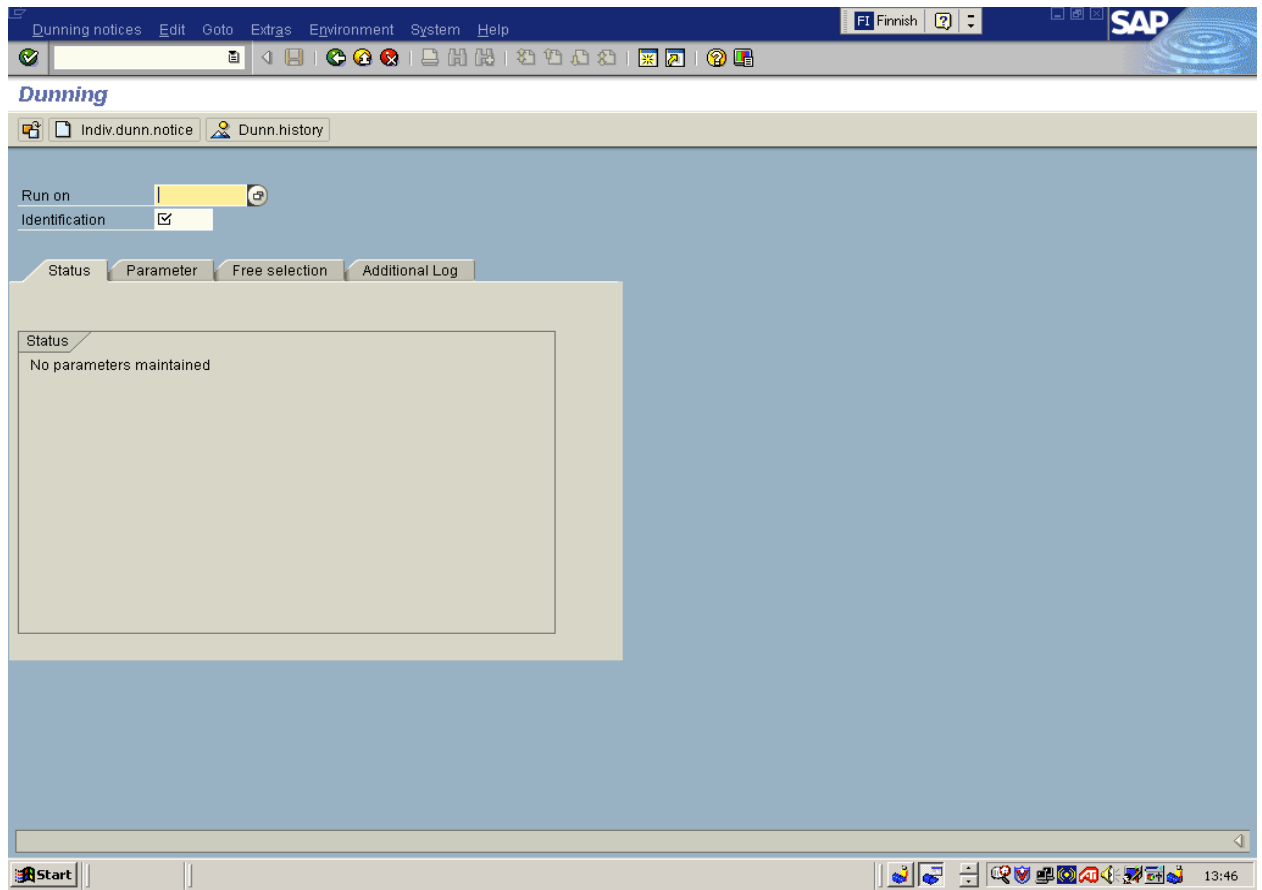 Dunning notices Edit Goto Extras Environment System Help
FI Finnish
SAP
Dunning
Indiv.dunn.notice Dunn.history
Run on
Identification
Status Parameter Free selection Additional Log
Status
No parameters maintained
Start 13:46